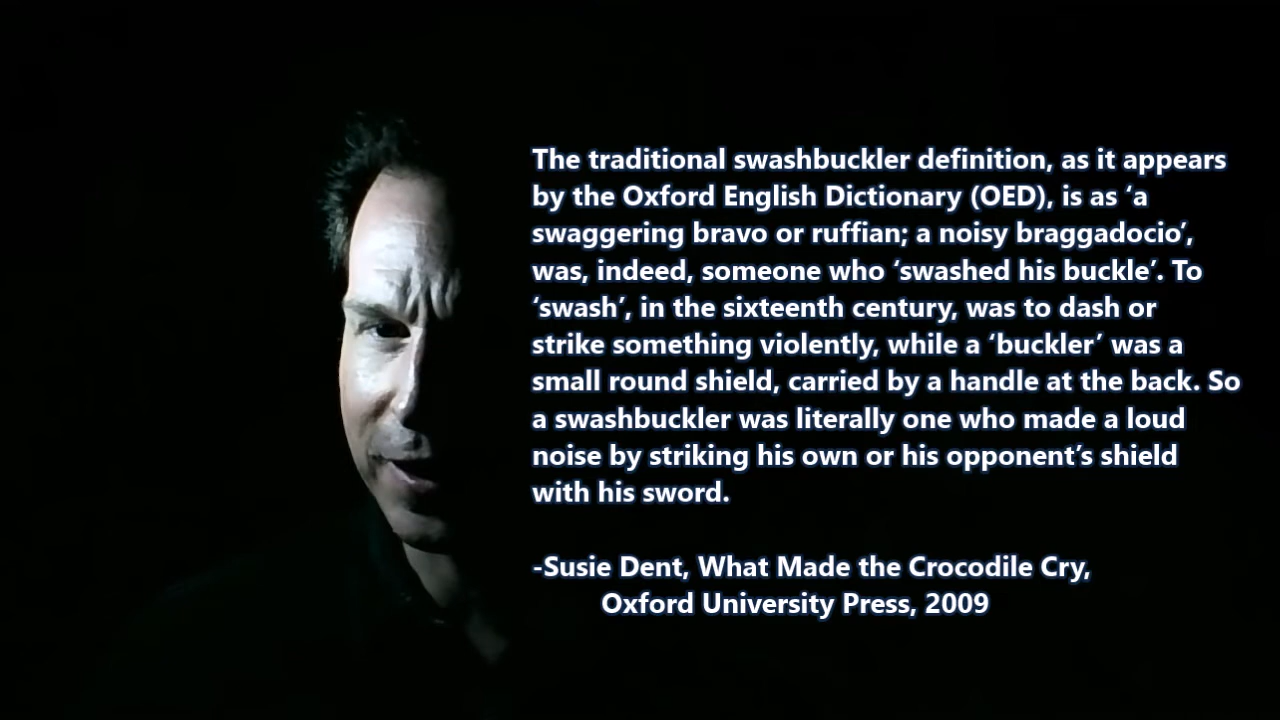 The traditional swashbuckler definition, as it appears
by the Oxford English Dictionary (OED), is as ‘a
swaggering bravo or ruffian; a noisy braggadocio’,
was, indeed, someone who ‘swashed his buckle’. To
‘swash’, in the sixteenth century, was to dash or
strike something violently, while a ‘buckler’ was a
small round shield, carried by a handle at the back. So
a swashbuckler was literally one who made a loud
noise by striking his own or his opponent’s shield
with his sword.
-Susie Dent, What Made the Crocodile Cry,
Oxford University Press, 2009